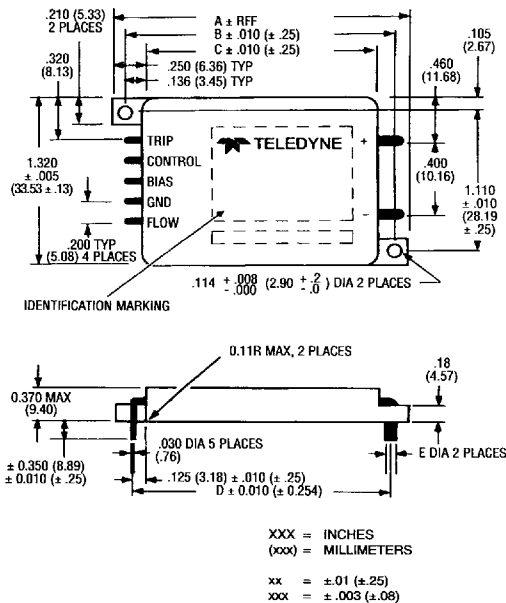 .210 (5.33)
2 PLACES
A ± RFF
B ± .010 (± .25)
C ± .010 (± .25)
.105
(2.67)
.320
(8.13)
.250 (6.36) TYP
.136 (3.45) TYP
.460
(11.68)
TRIP
CONTROL
BIAS
GND
FLOW
TELEDYNE
+
−
1.320
± .005
(33.53 ± .13)
.400
(10.16)
1.110
± .010
(28.19
± .25)
.200 TYP
(5.08) 4 PLACES
.114 + .008 - .000 (2.90 + .2 - .0) DIA 2 PLACES
IDENTIFICATION MARKING
0.11R MAX, 2 PLACES
0.370 MAX
(9.40)
.18
(4.57)
.030 DIA 5 PLACES
(.76)
E DIA 2 PLACES
± 0.350 (8.89)
± 0.010 (± .25)
.125 (3.18) ± .010 (± .25)
D ± 0.010 (± 0.254)
XXX = INCHES
(xxx) = MILLIMETERS
xx = ±.01 (±.25)
xxx = ± .003 (±.08)